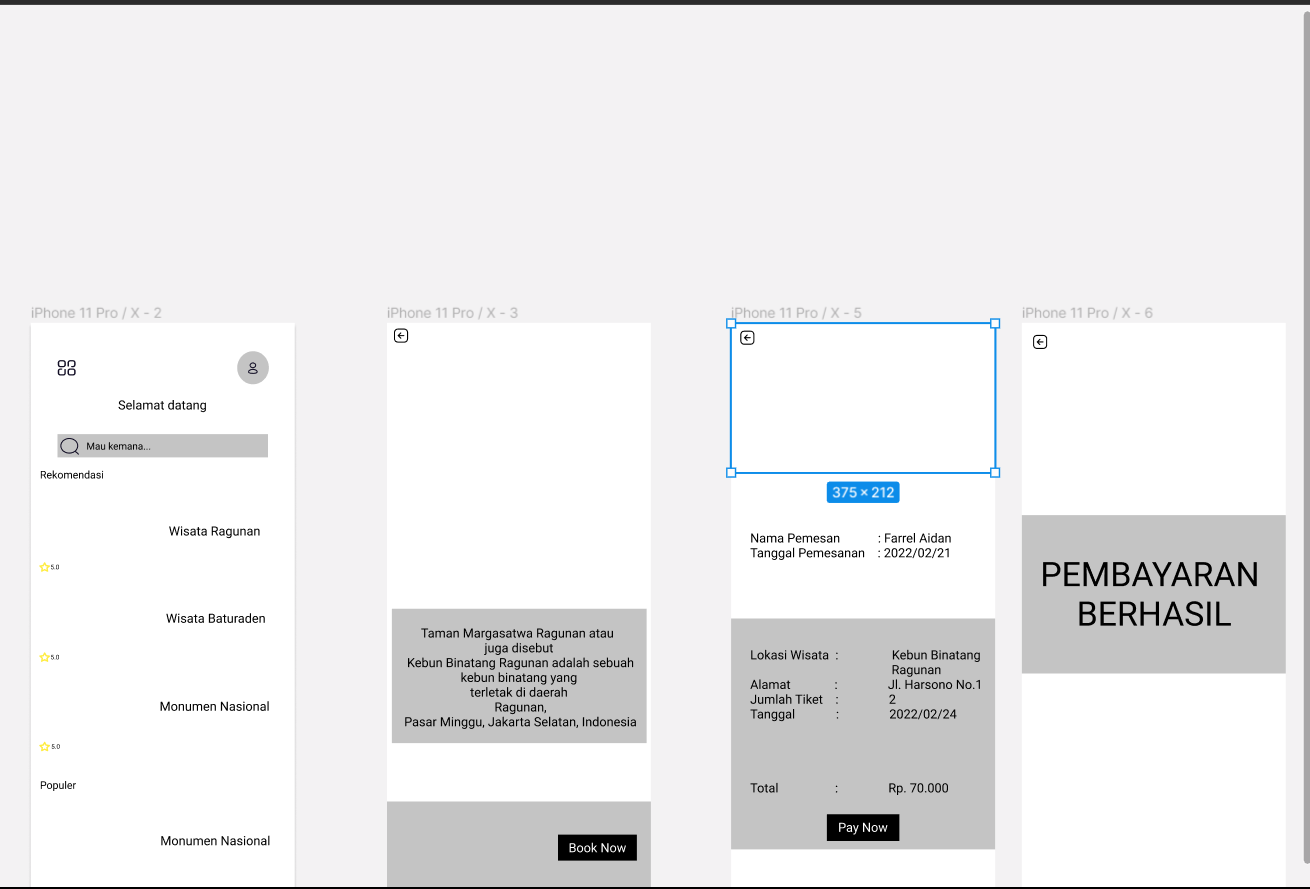 iPhone 11 Pro / X - 2
Selamat datang
Mau kemana...
Rekomendasi
Wisata Ragunan
5.0
Wisata Baturaden
5.0
Monumen Nasional
5.0
Populer
Monumen Nasional
iPhone 11 Pro / X - 3
Taman Margasatwa Ragunan atau
juga disebut
Kebun Binatang Ragunan adalah sebuah
kebun binatang yang
terletak di daerah
Ragunan,
Pasar Minggu, Jakarta Selatan, Indonesia
Book Now
iPhone 11 Pro / X - 5
375 × 212
Nama Pemesan : Farrel Aidan
Tanggal Pemesanan : 2022/02/21
Lokasi Wisata : Kebun Binatang
Ragunan
Alamat : Jl. Harsono No.1
Jumlah Tiket : 2
Tanggal : 2022/02/24
Total : Rp. 70.000
Pay Now
iPhone 11 Pro / X - 6
PEMBAYARAN
BERHASIL